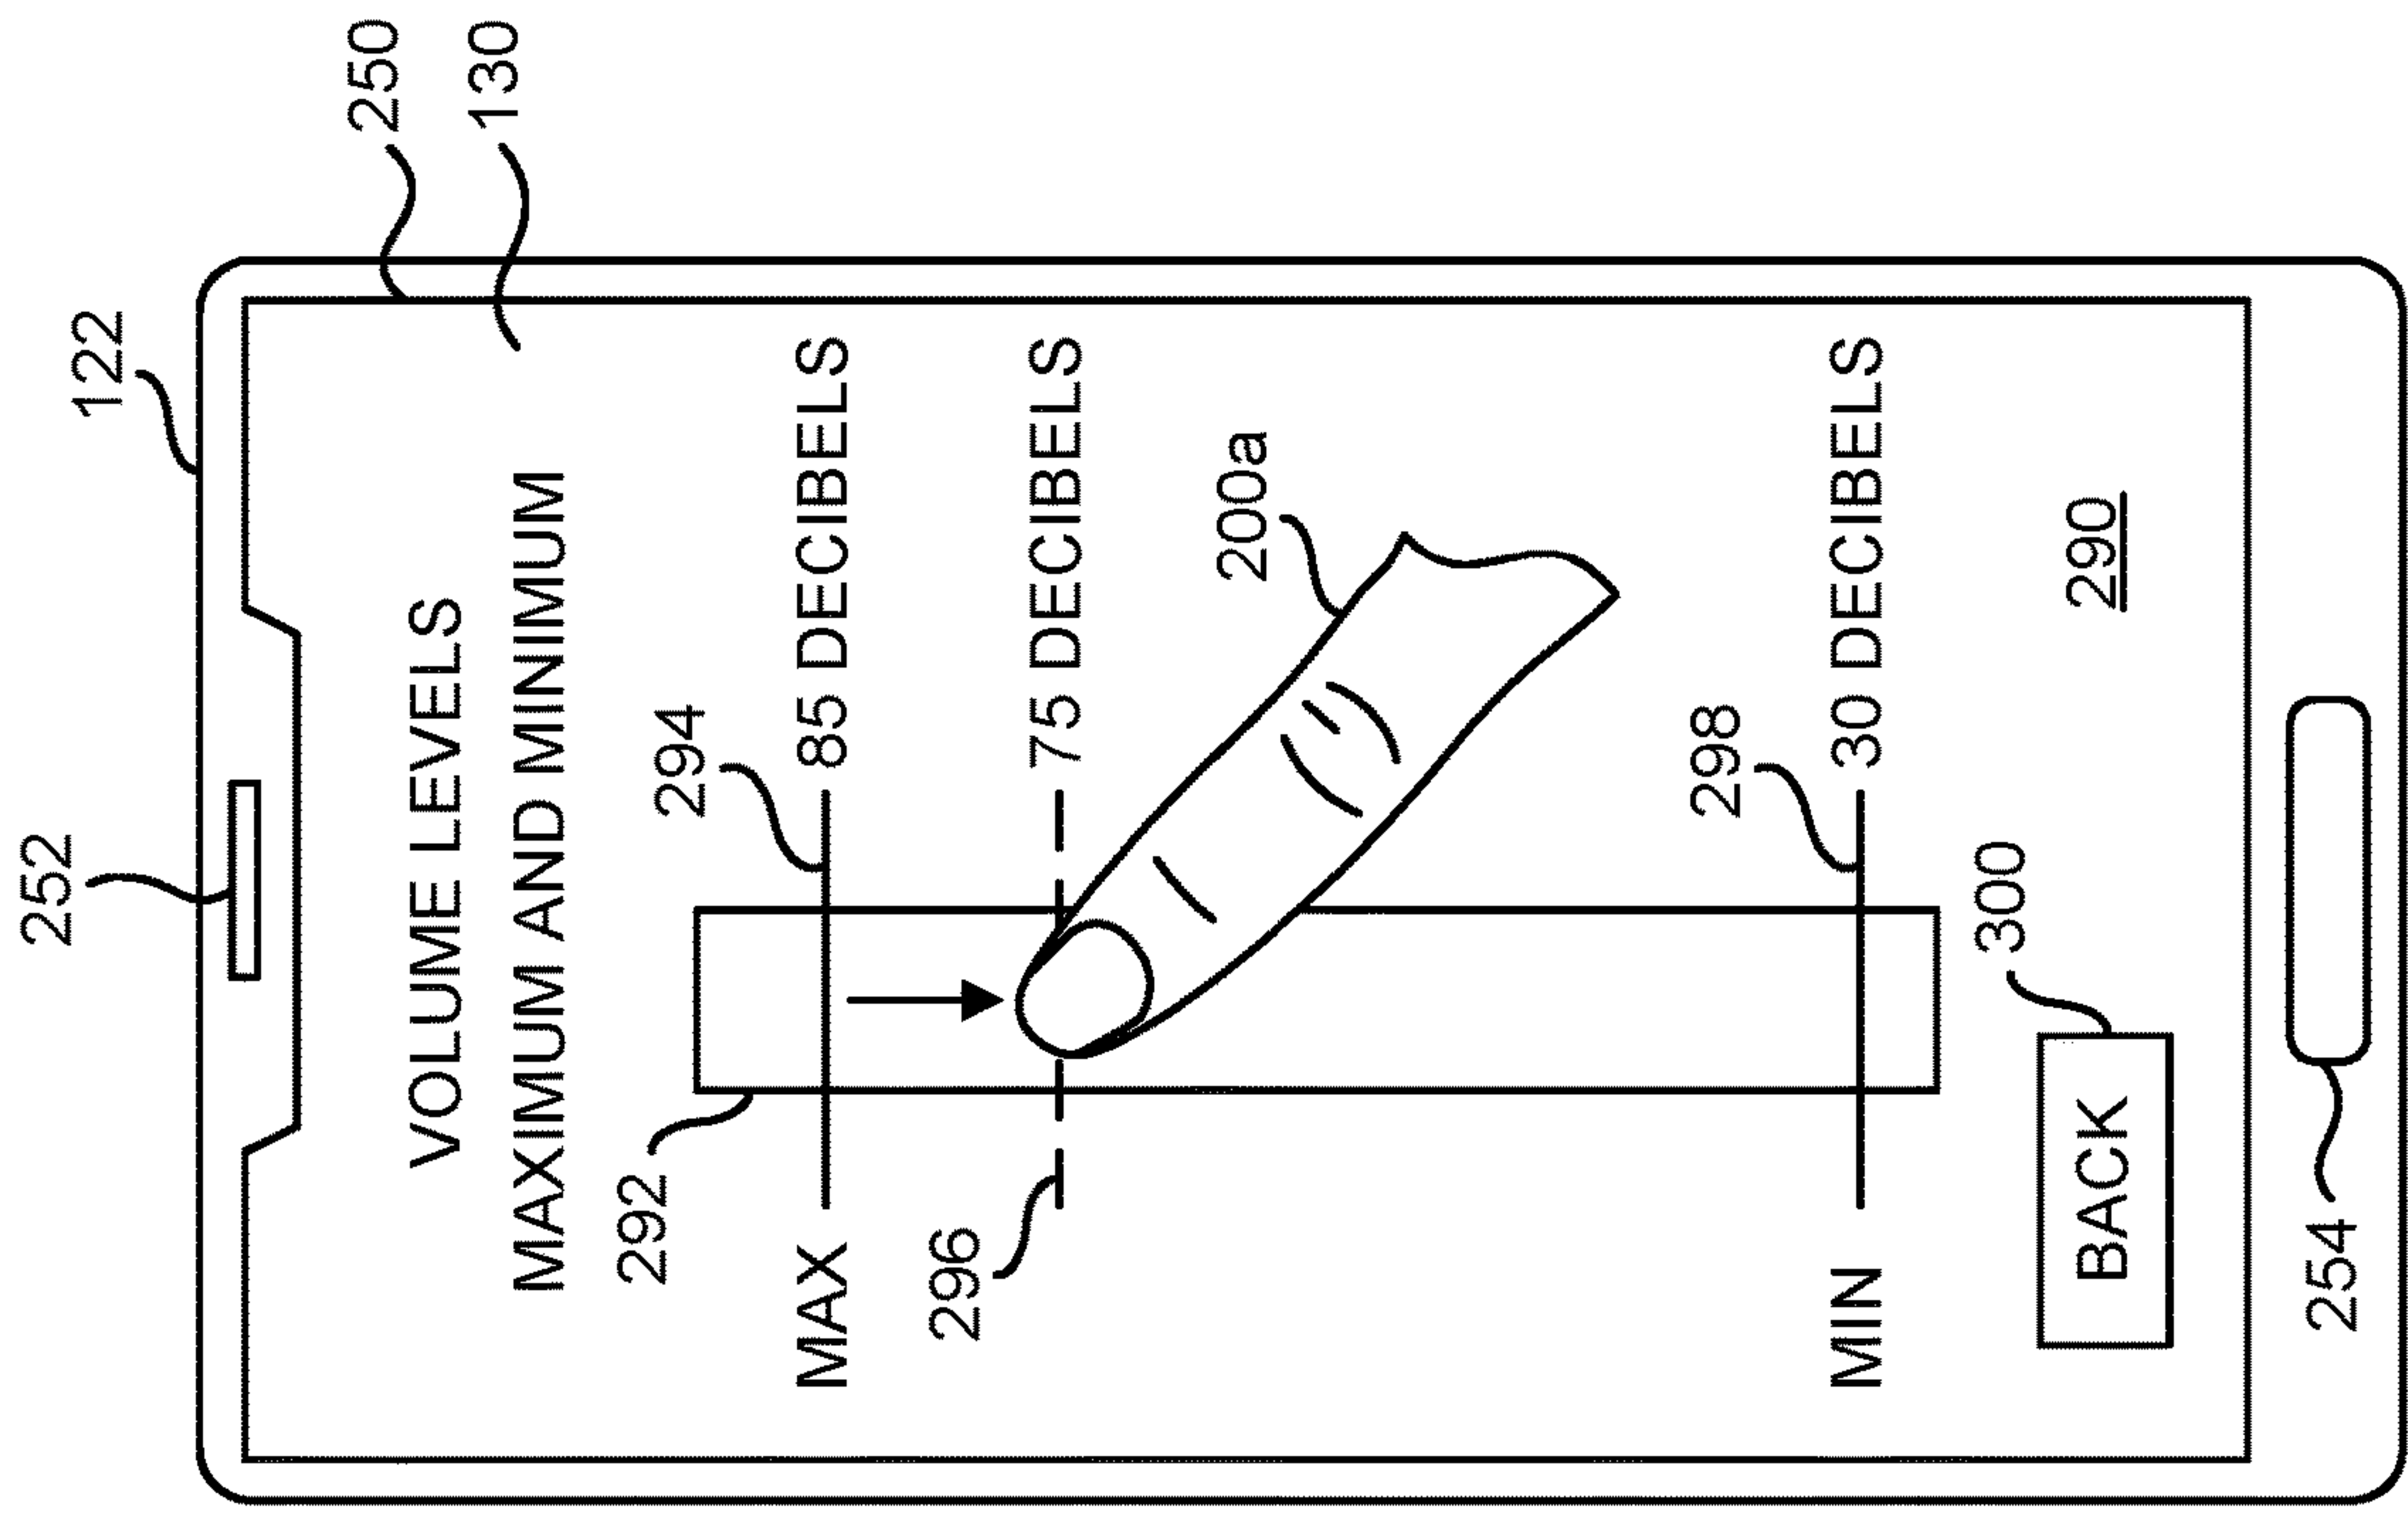 252
122
250
130
VOLUME LEVELS
MAXIMUM AND MINIMUM
292
294
MAX
85 DECIBELS
296
75 DECIBELS
200a
298
MIN
30 DECIBELS
300
BACK
290
254